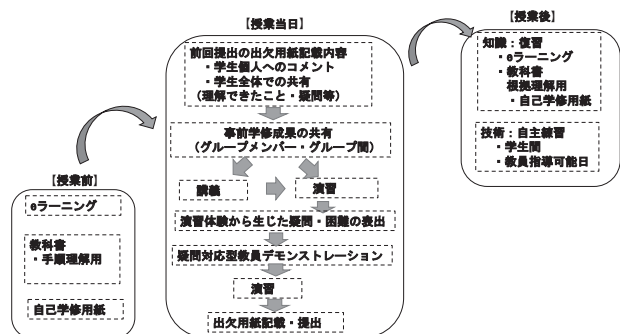 【授業前】
eラーニング
教科書
・手順理解用
自己学修用紙
【授業当日】
前回提出の出欠用紙記載内容
・学生個人へのコメント
・学生全体での共有
(理解できたこと・疑問等)
事前学修成果の共有
(グループメンバー・グループ間)
講義
演習
演習体験から生じた疑問・困難の表出
疑問対応型教員デモンストレーション
演習
出欠用紙記載・提出
【授業後】
知識:復習
・eラーニング
・教科書
根拠理解用
・自己学修用紙
技術:自主練習
・学生間
・教員指導可能日